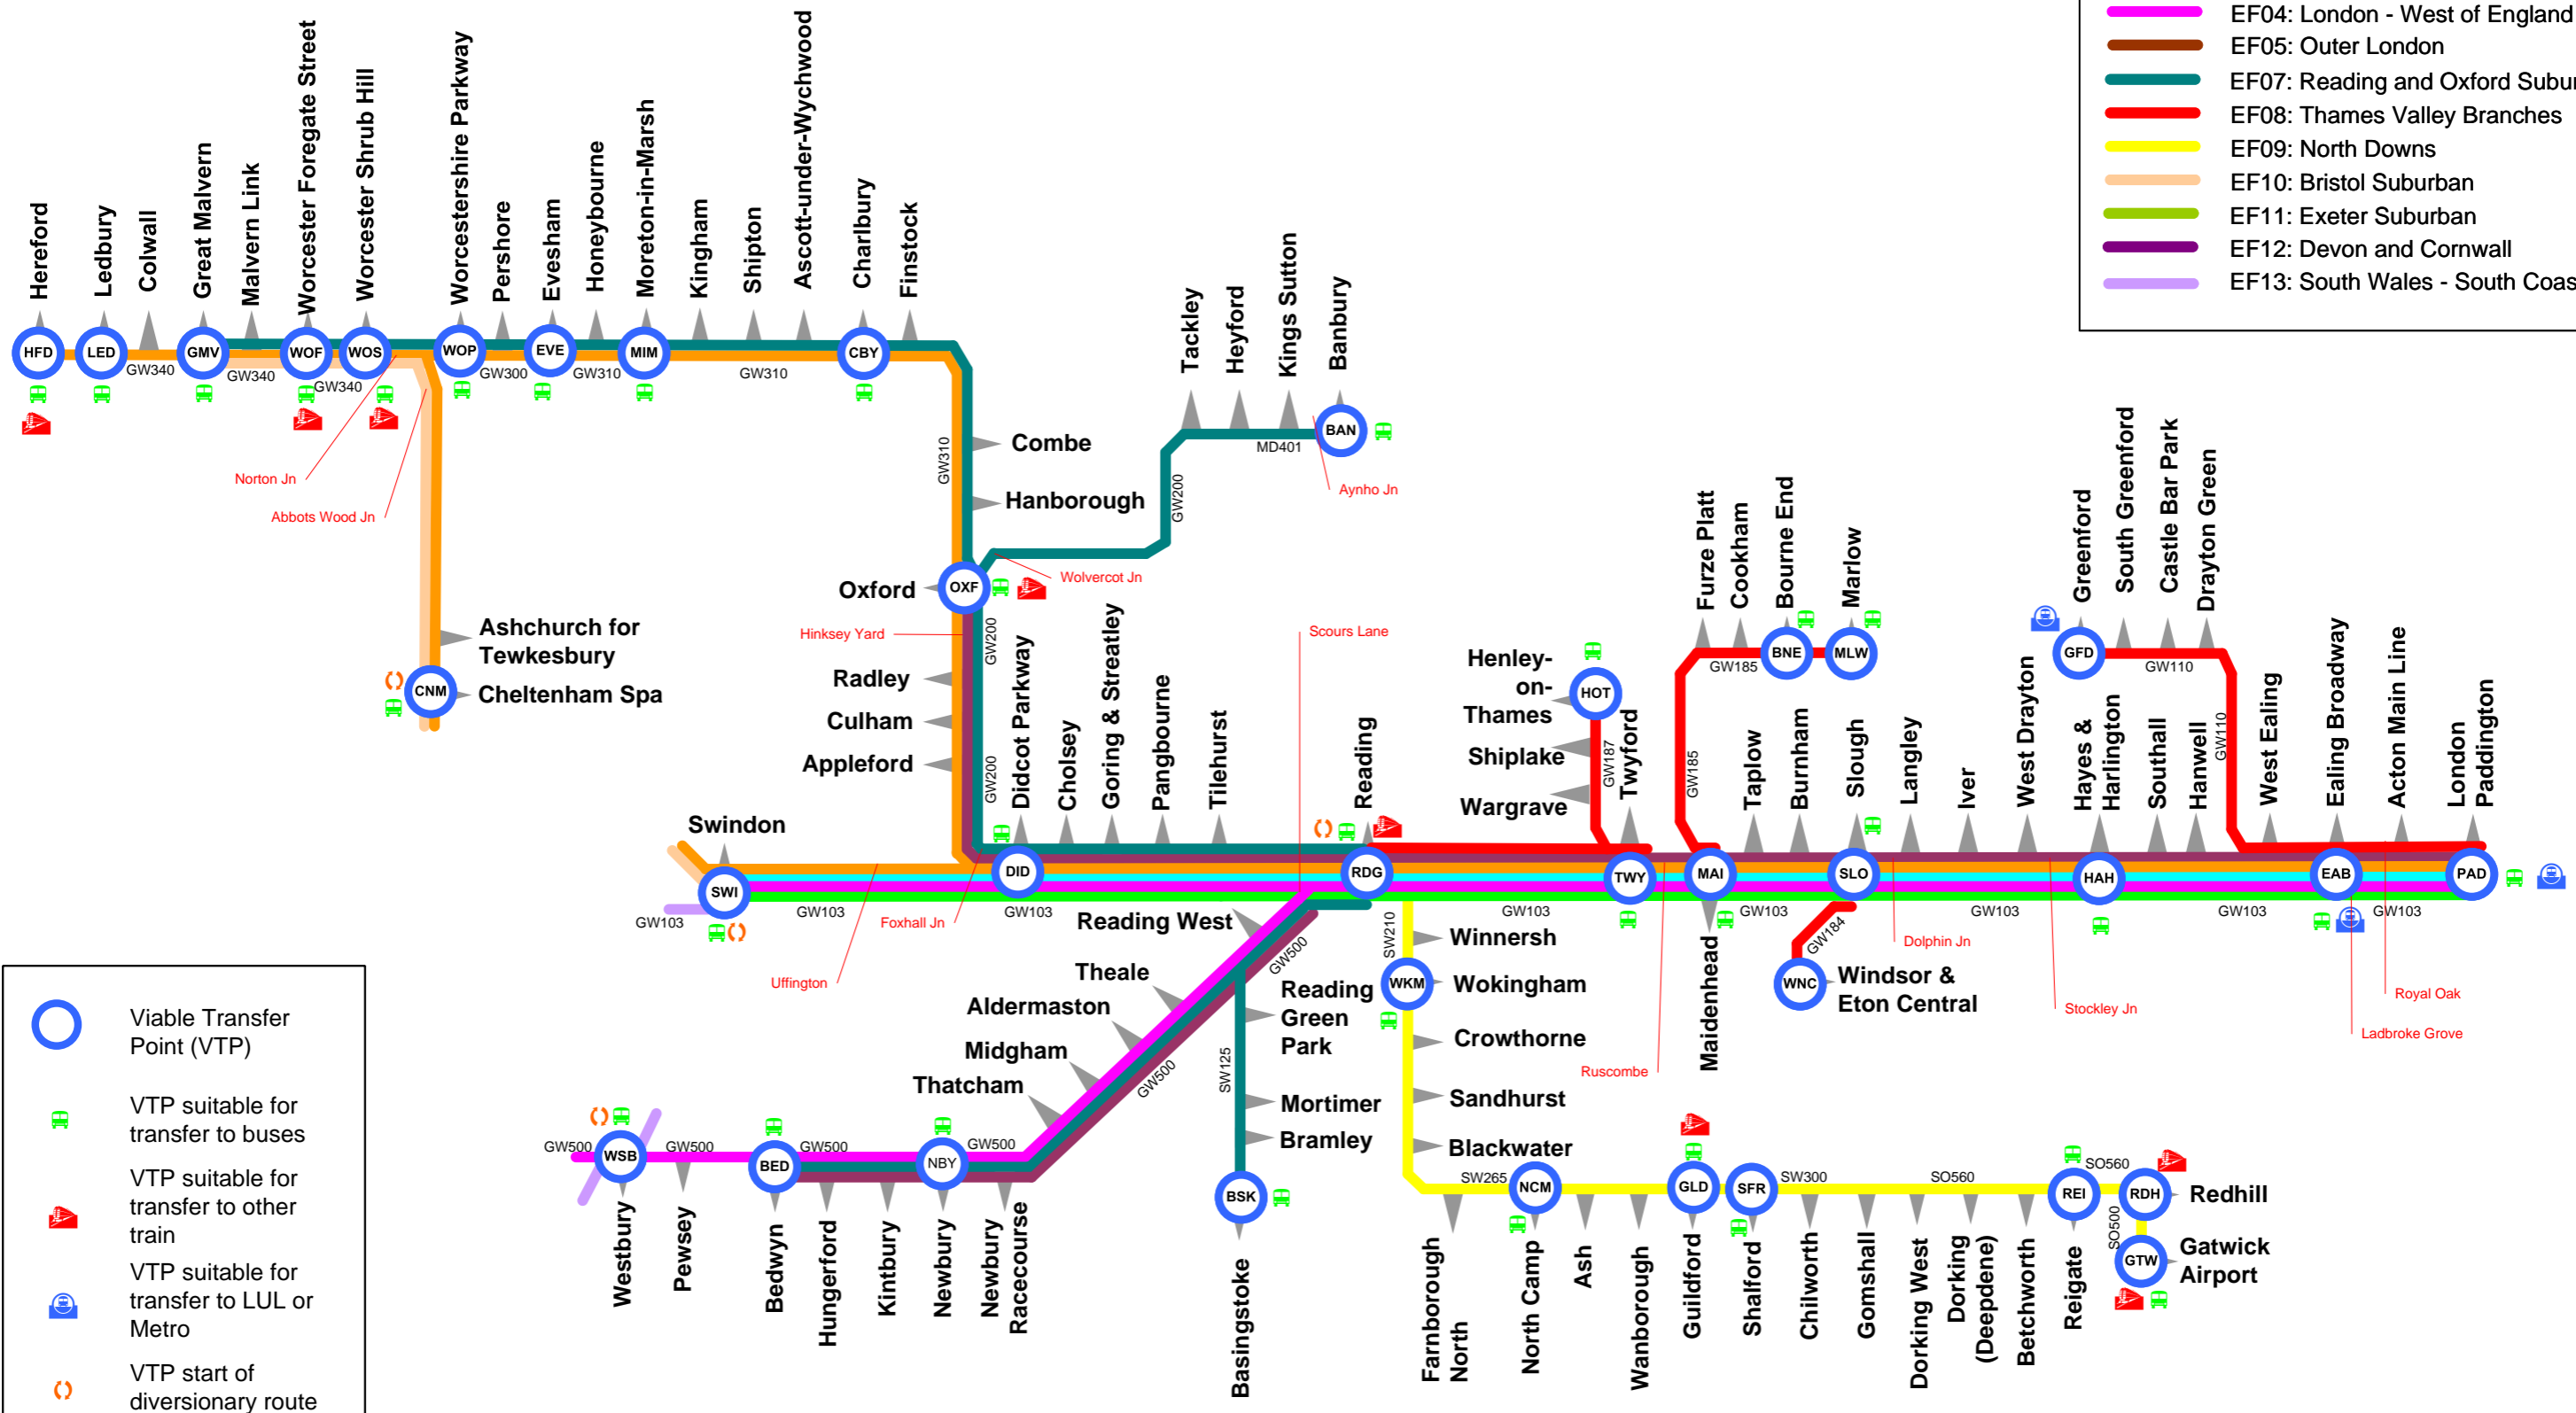 EF04: London - West of England
EF05: Outer London
EF07: Reading and Oxford Subur
EF08: Thames Valley Branches
EF09: North Downs
EF10: Bristol Suburban
EF11: Exeter Suburban
EF12: Devon and Cornwall
EF13: South Wales - South Coas
Hereford
Ledbury
Colwall
Great Malvern
Malvern Link
Worcester Foregate Street
Worcester Shrub Hill
Worcestershire Parkway
Pershore
Evesham
Honeybourne
Moreton-in-Marsh
Kingham
Shipton
Ascott-under-Wychwood
Charlbury
Finstock
HFD
LED
GMV
WOF
WOS
WOP
EVE
MIM
CBY
GW340
GW340
GW340
GW300
GW310
GW310
Norton Jn
Abbots Wood Jn
Ashchurch for
Tewkesbury
CNM
Cheltenham Spa
GW310
Combe
Hanborough
Tackley
Heyford
Kings Sutton
Banbury
BAN
MD401
Aynho Jn
GW200
Wolvercot Jn
Oxford
OXF
Hinksey Yard
GW200
Radley
Culham
Appleford
GW200
Didcot Parkway
Cholsey
Goring & Streatley
Pangbourne
Tilehurst
Scours Lane
Reading
Henley-
on-
Thames
HOT
Shiplake
Wargrave
GW187
Twyford
Furze Platt
Cookham
Bourne End
Marlow
BNE
MLW
GW185
GW185
Taplow
Burnham
Slough
Langley
Iver
West Drayton
Hayes &
Harlington
Southall
Hanwell
Greenford
South Greenford
Castle Bar Park
Drayton Green
GFD
GW110
GW110
West Ealing
Ealing Broadway
Acton Main Line
London
Paddington
Swindon
SWI
DID
RDG
TWY
MAI
SLO
HAH
EAB
PAD
GW103
GW103
GW103
GW103
GW103
GW103
GW103
GW103
Uffington
Foxhall Jn
Ruscombe
Dolphin Jn
Stockley Jn
Royal Oak
Ladbroke Grove
Maidenhead
GW184
WNC
Windsor &
Eton Central
Reading West
Theale
Aldermaston
Midgham
Thatcham
GW500
GW500
SW125
Reading
Green
Park
Mortimer
Bramley
BSK
Basingstoke
SW210
Winnersh
WKM
Wokingham
Crowthorne
Sandhurst
Blackwater
GW500
WSB
GW500
BED
GW500
NBY
GW500
Westbury
Pewsey
Bedwyn
Hungerford
Kintbury
Newbury
Newbury
Racecourse
SW265
NCM
GLD
SFR
SW300
SO560
REI
SO560
RDH
Redhill
SO500
GTW
Gatwick
Airport
Farnborough
North
North Camp
Ash
Wanborough
Guildford
Shalford
Chilworth
Gomshall
Dorking West
Dorking
(Deepdene)
Betchworth
Reigate
Viable Transfer
Point (VTP)
VTP suitable for
transfer to buses
VTP suitable for
transfer to other
train
VTP suitable for
transfer to LUL or
Metro
VTP start of
diversionary route